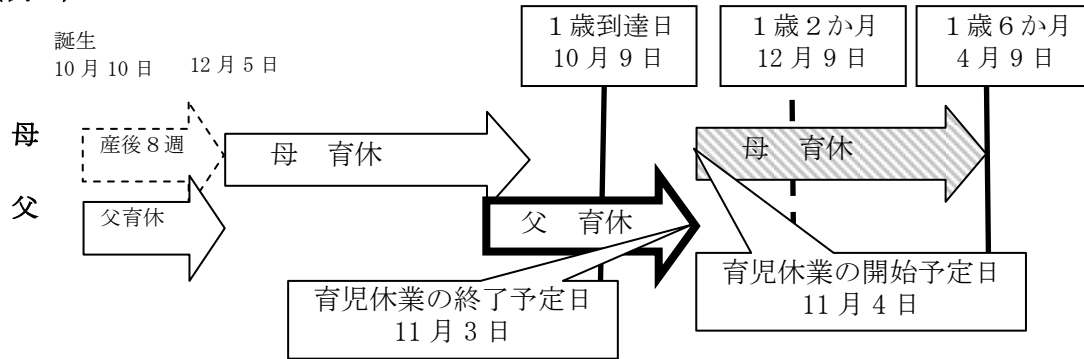 誕生
10月10日 12月5日
1歳到達日
10月9日
1歳2か月
12月9日
1歳6か月
4月9日
母
産後8週
母 育休
母 育休
父
父育休
父 育休
育児休業の終了予定日
11月3日
育児休業の開始予定日
11月4日